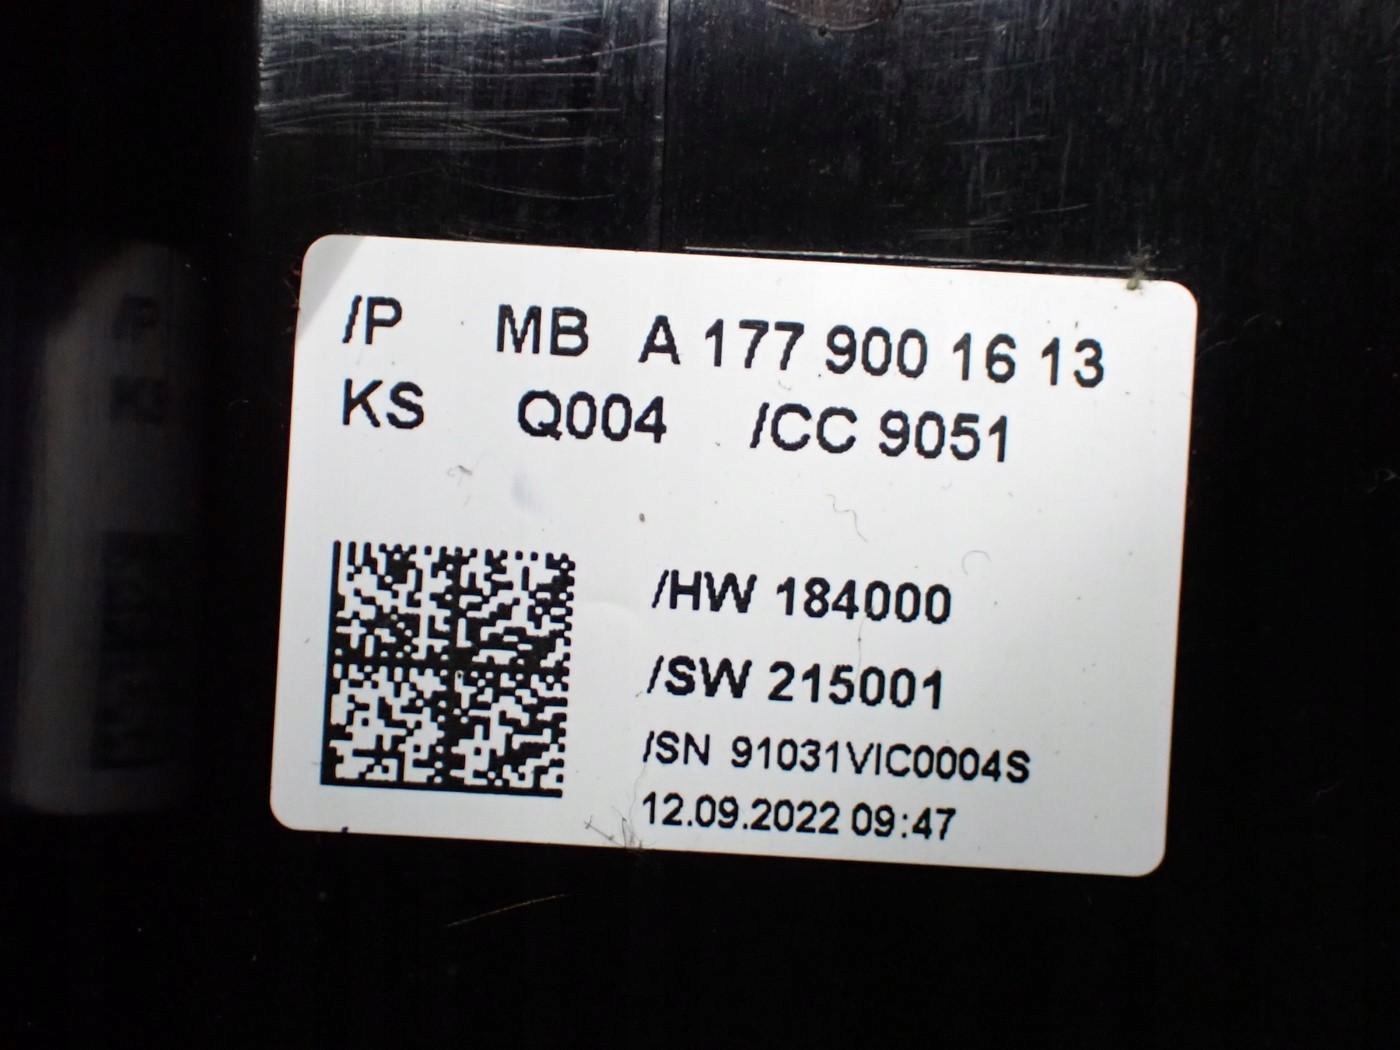 /P MB A 177 900 16 13
KS Q004 /CC 9051
/HW 184000
/SW 215001
/SN 91031VIC0004S
12.09.2022 09:47